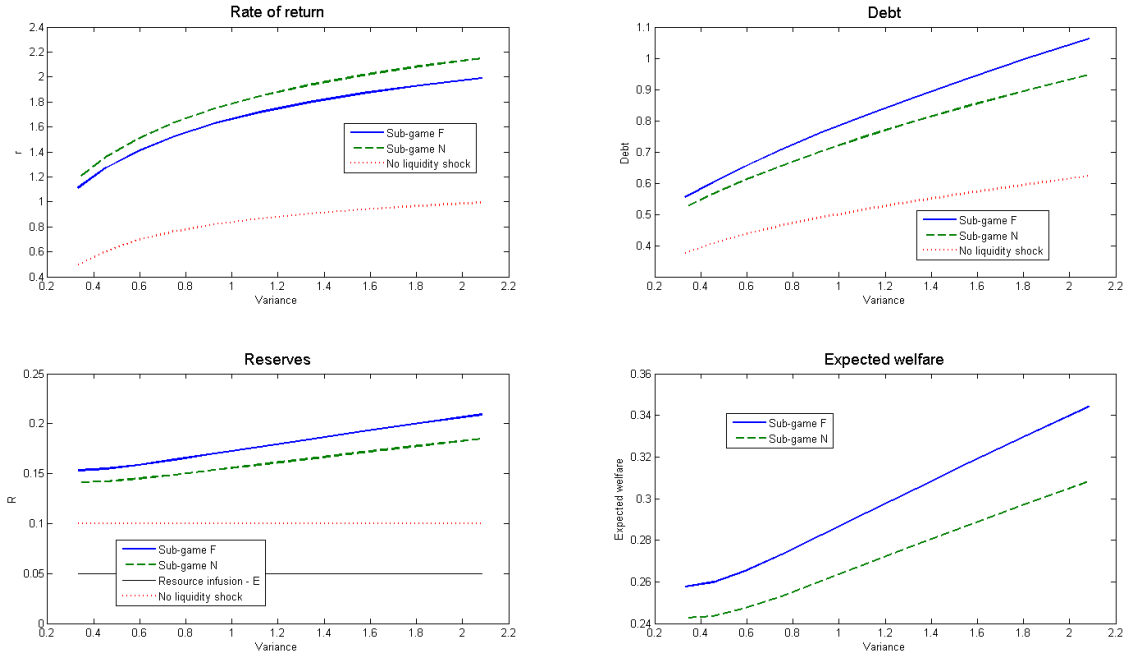 Rate of return
2.4
2.2
2
1.8
1.6
1.4
1.2
1
0.8
0.6
0.4
r
Sub-game F
Sub-game N
No liquidity shock
0.2 0.4 0.6 0.8 1 1.2 1.4 1.6 1.8 2 2.2
Variance
Debt
1.1
1
0.9
0.8
0.7
0.6
0.5
0.4
Debt
Sub-game F
Sub-game N
No liquidity shock
0.2 0.4 0.6 0.8 1 1.2 1.4 1.6 1.8 2 2.2
Variance
Reserves
0.25
0.2
0.15
0.1
0.05
0
R
Sub-game F
Sub-game N
Resource infusion - E
No liquidity shock
0.2 0.4 0.6 0.8 1 1.2 1.4 1.6 1.8 2 2.2
Variance
Expected welfare
0.36
0.34
0.32
0.3
0.28
0.26
0.24
Expected welfare
Sub-game F
Sub-game N
0.2 0.4 0.6 0.8 1 1.2 1.4 1.6 1.8 2 2.2
Variance